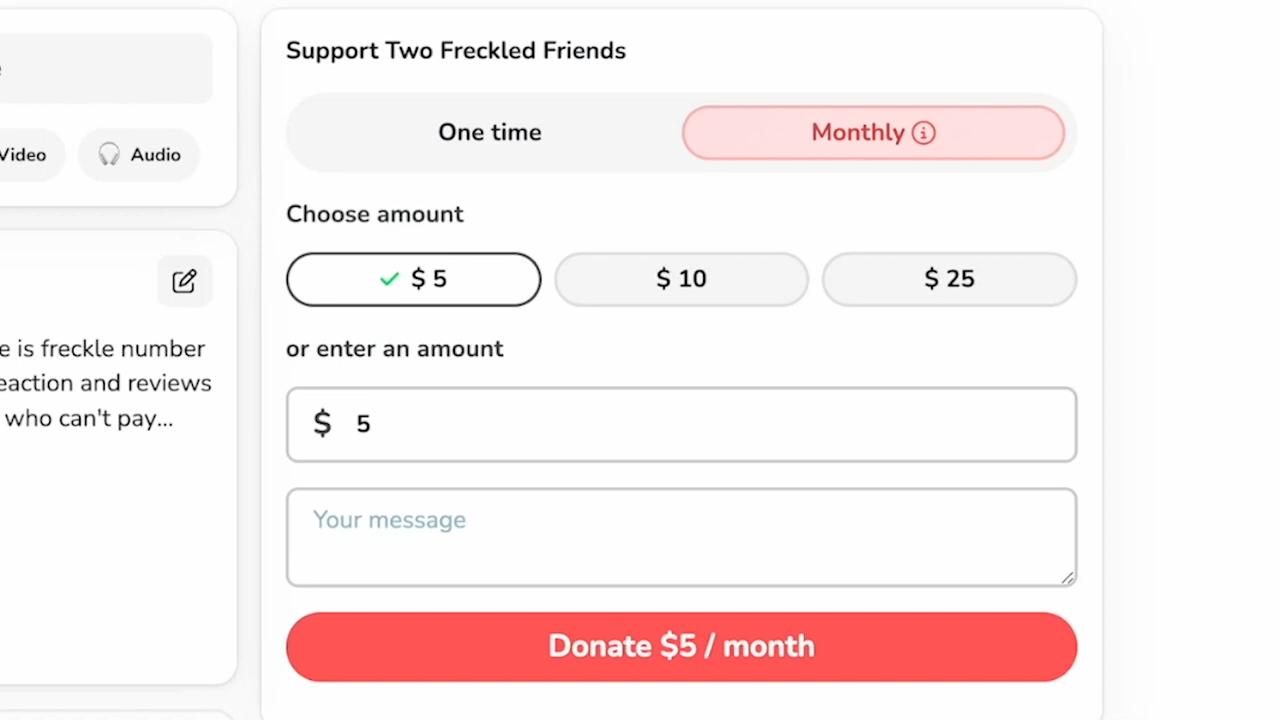 Support Two Freckled Friends
One time
Monthly
Video
Audio
Choose amount
$ 5
$ 10
$ 25
e is freckle number
eaction and reviews
who can't pay...
or enter an amount
$ 5
Your message
Donate $5 / month